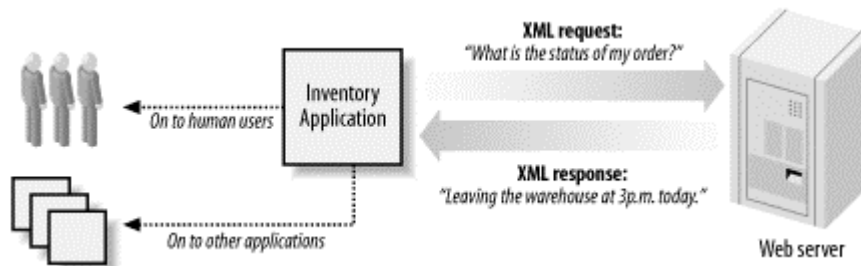 XML request:
"What is the status of my order?"
Inventory
Application
On to human users
XML response:
"Leaving the warehouse at 3p.m. today."
On to other applications
Web server